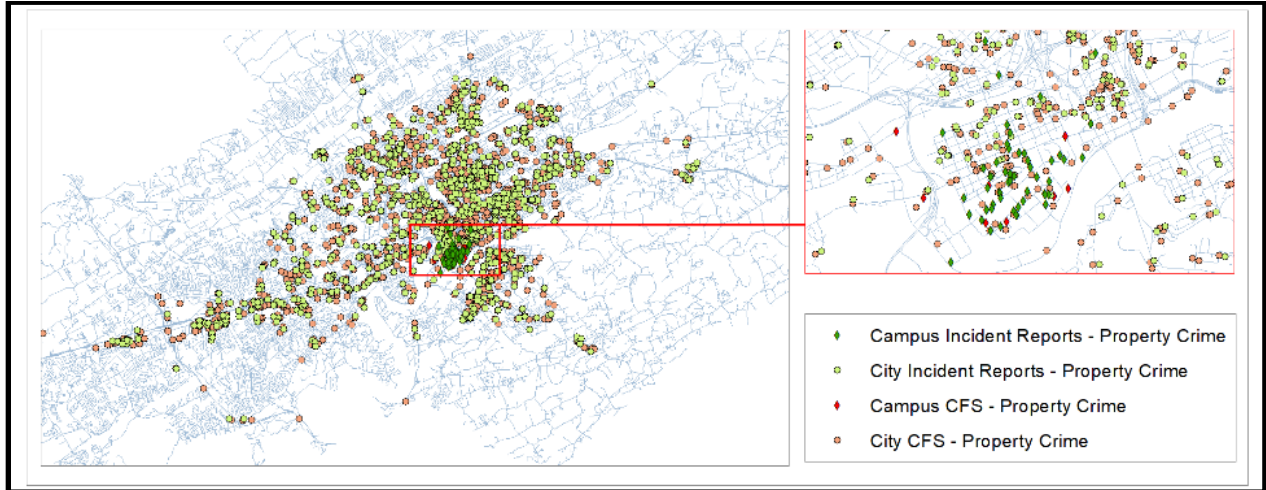 Campus Incident Reports - Property Crime
City Incident Reports - Property Crime
Campus CFS - Property Crime
City CFS - Property Crime